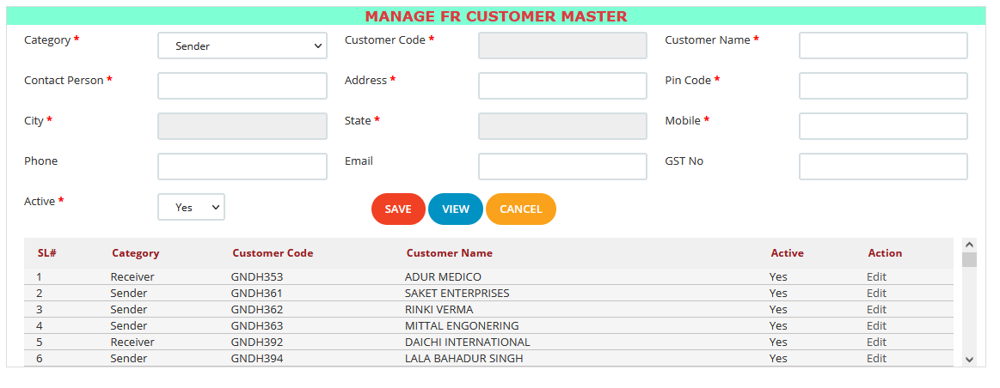 MANAGE FR CUSTOMER MASTER
Category * Sender Customer Code * Customer Name *
Contact Person * Address * Pin Code *
City * State * Mobile *
Phone Email GST No
Active * Yes SAVE VIEW CANCEL
SL# Category Customer Code Customer Name Active Action
1 Receiver GNDH353 ADUR MEDICO Yes Edit
2 Sender GNDH361 SAKET ENTERPRISES Yes Edit
3 Sender GNDH362 RINKI VERMA Yes Edit
4 Sender GNDH363 MITTAL ENGONERING Yes Edit
5 Receiver GNDH392 DAICHI INTERNATIONAL Yes Edit
6 Sender GNDH394 LALA BAHADUR SINGH Yes Edit